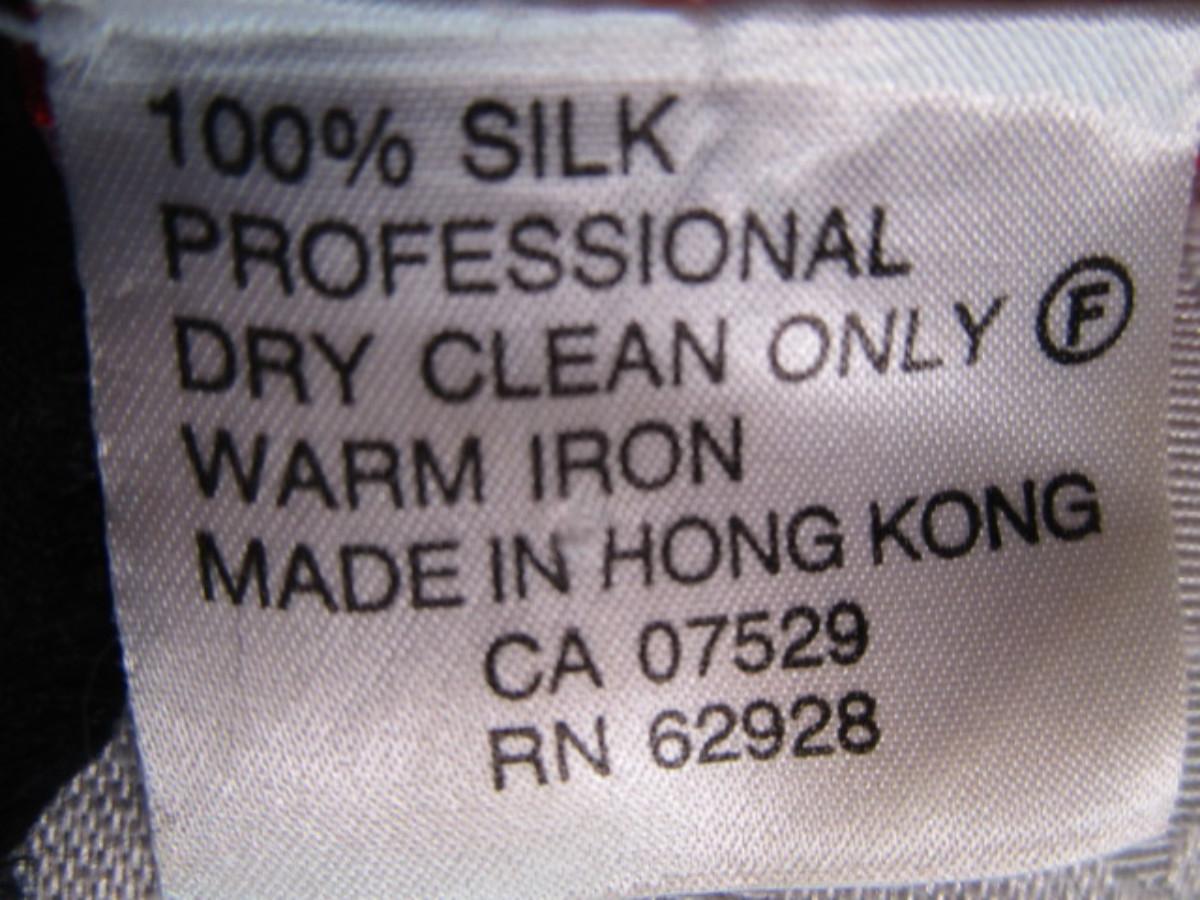 100% SILK
PROFESSIONAL
DRY CLEAN ONLY Ⓕ
WARM IRON
MADE IN HONG KONG
CA 07529
RN 62928